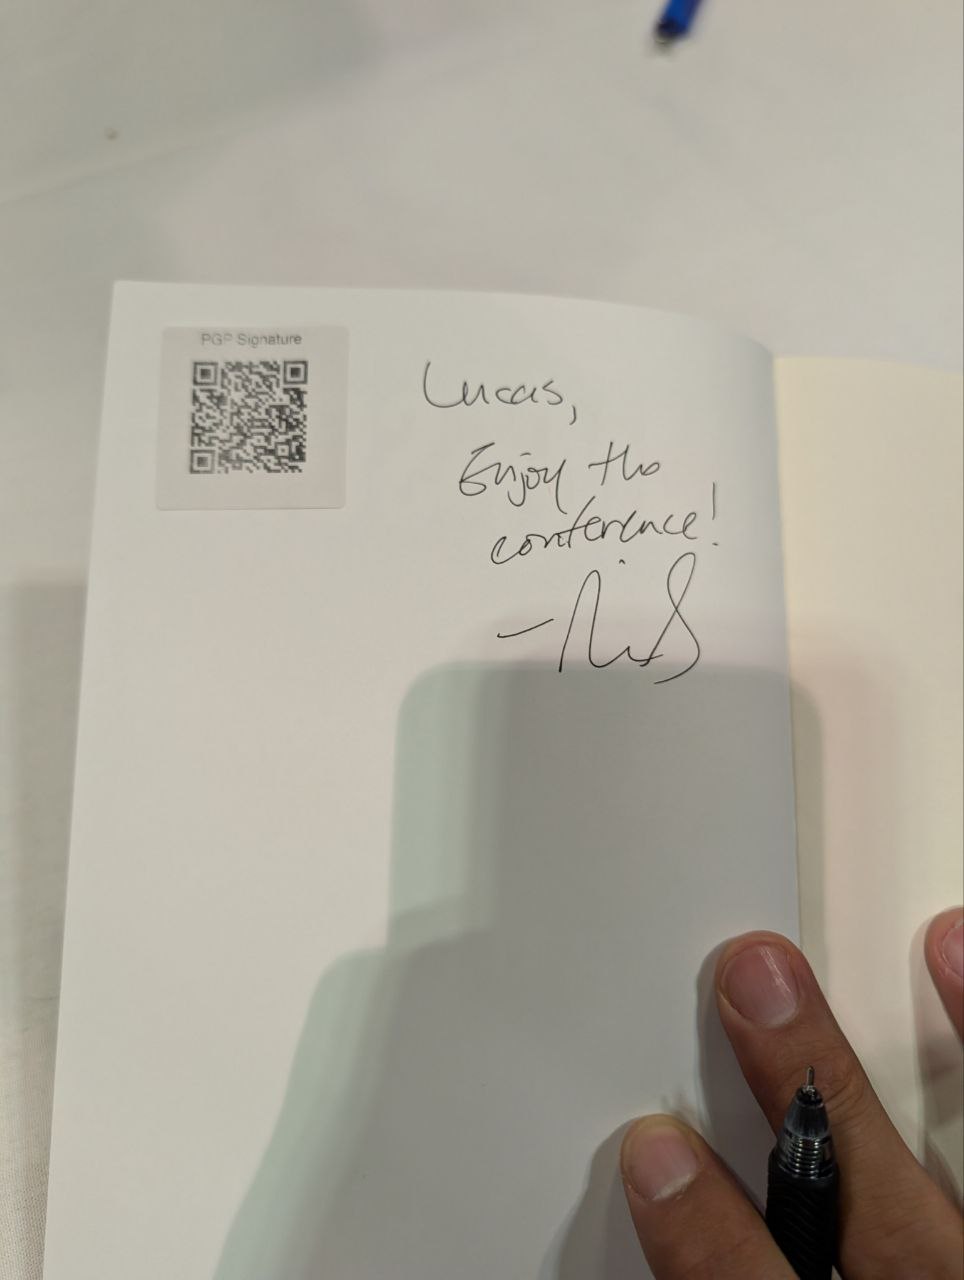 PGP Signature
Lucas,
Enjoy the
conference!